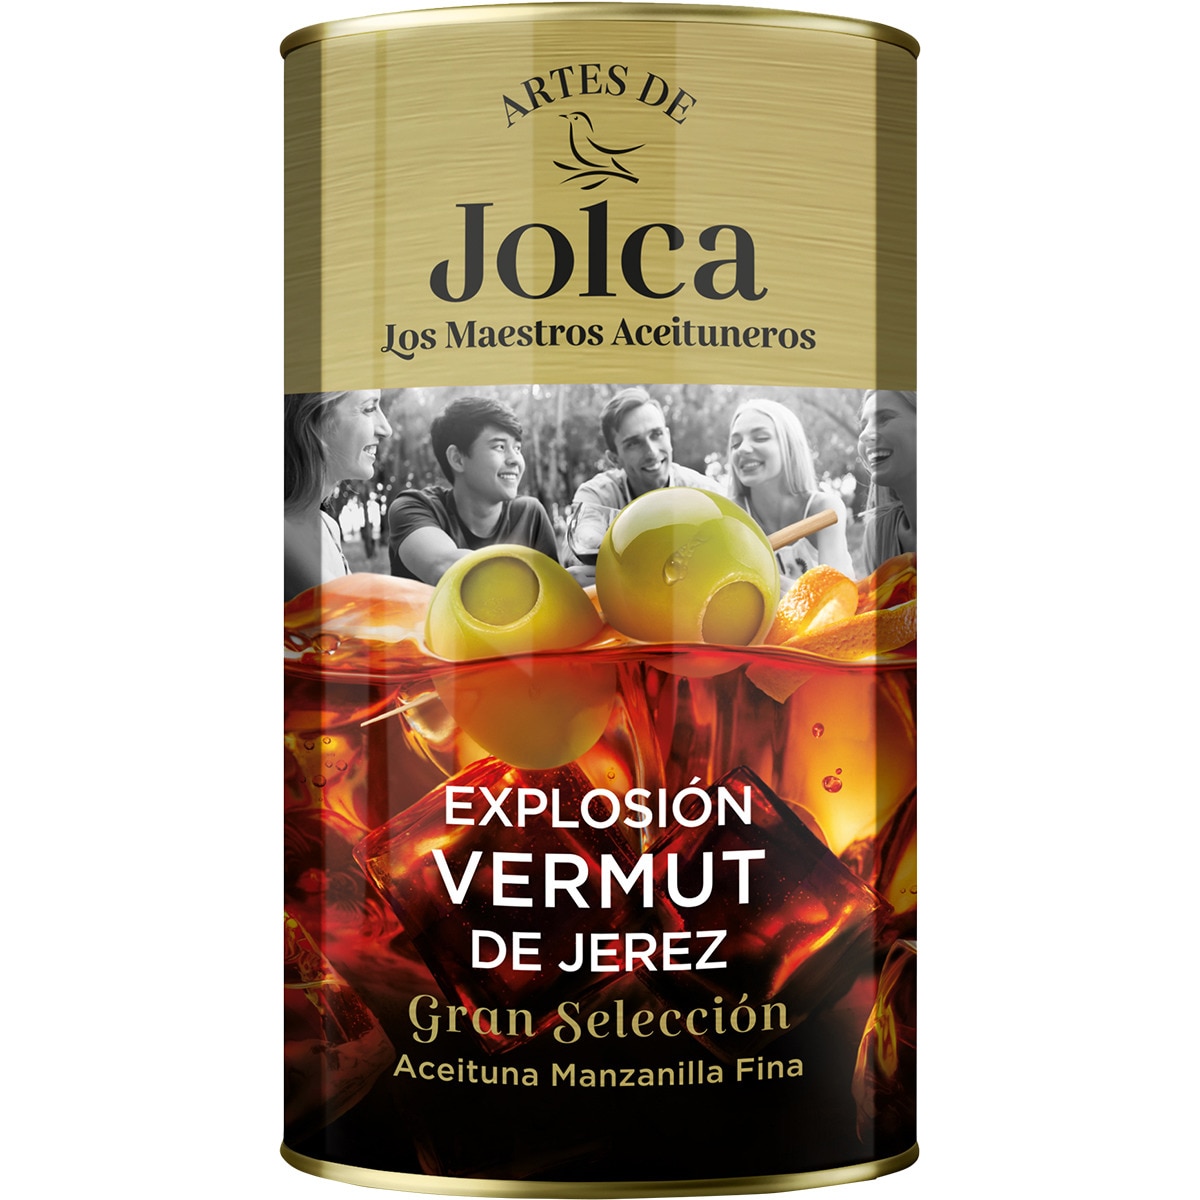 ARTES DE
Jolca
Los Maestros Aceituneros
EXPLOSIÓN
VERMUT
DE JEREZ
Gran Selección
Aceituna Manzanilla Fina